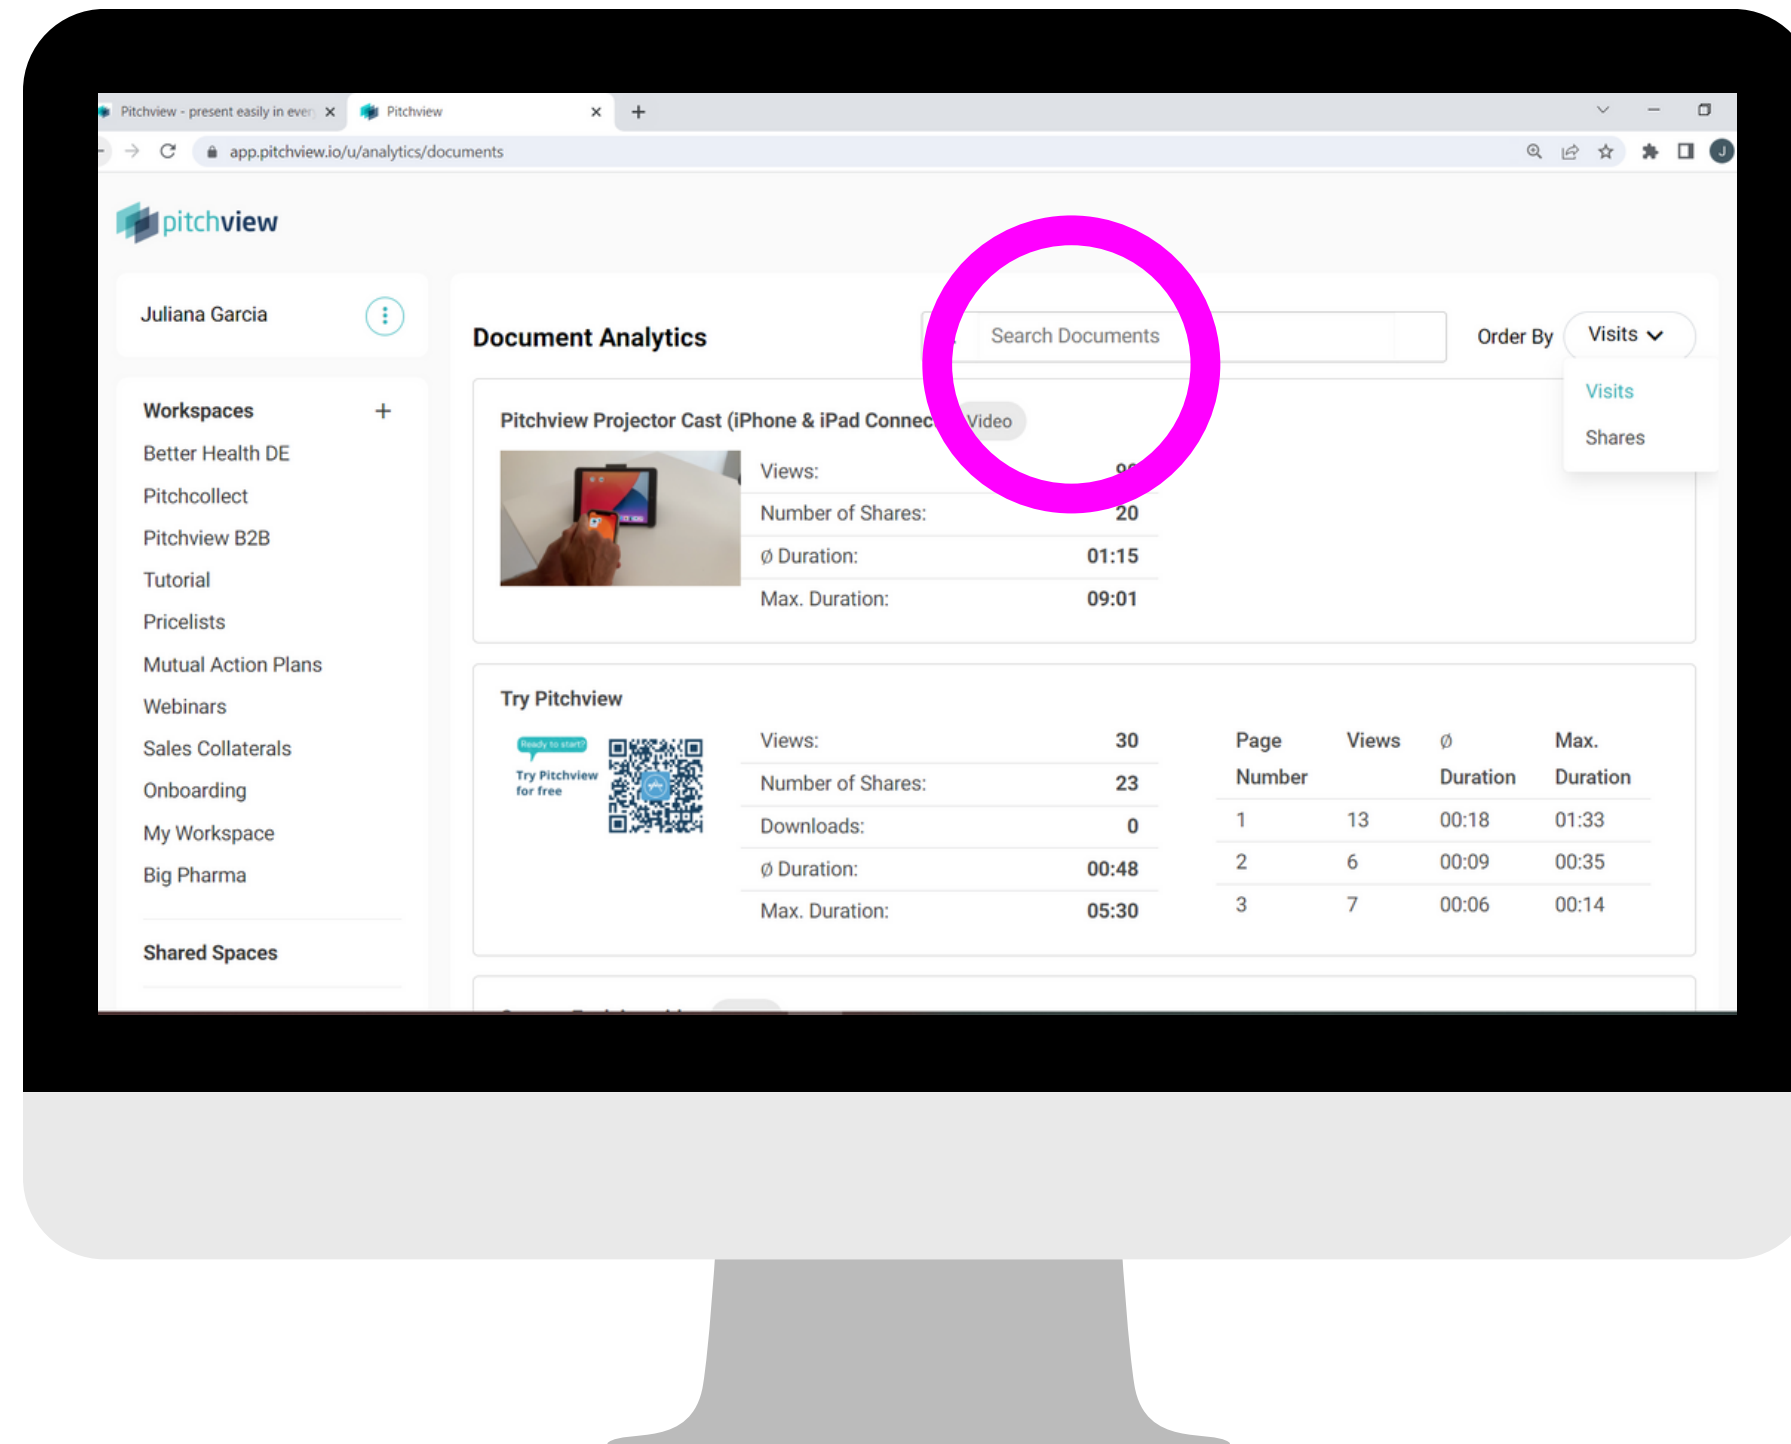 Pitchview - present easily in every
Pitchview
app.pitchview.io/u/analytics/documents
J
pitchview
Juliana Garcia
Workspaces +
Better Health DE
Pitchcollect
Pitchview B2B
Tutorial
Pricelists
Mutual Action Plans
Webinars
Sales Collaterals
Onboarding
My Workspace
Big Pharma
Shared Spaces
Document Analytics
Search Documents
Order By Visits
Visits
Shares
Pitchview Projector Cast (iPhone & iPad Video
Views:
Number of Shares: 20
Ø Duration: 01:15
Max. Duration: 09:01
Try Pitchview
Ready to start?
Try Pitchview
for free
Views: 30
Number of Shares: 23
Downloads: 0
Ø Duration: 00:48
Max. Duration: 05:30
Page Number Views Ø Duration Max. Duration
1 13 00:18 01:33
2 6 00:09 00:35
3 7 00:06 00:14